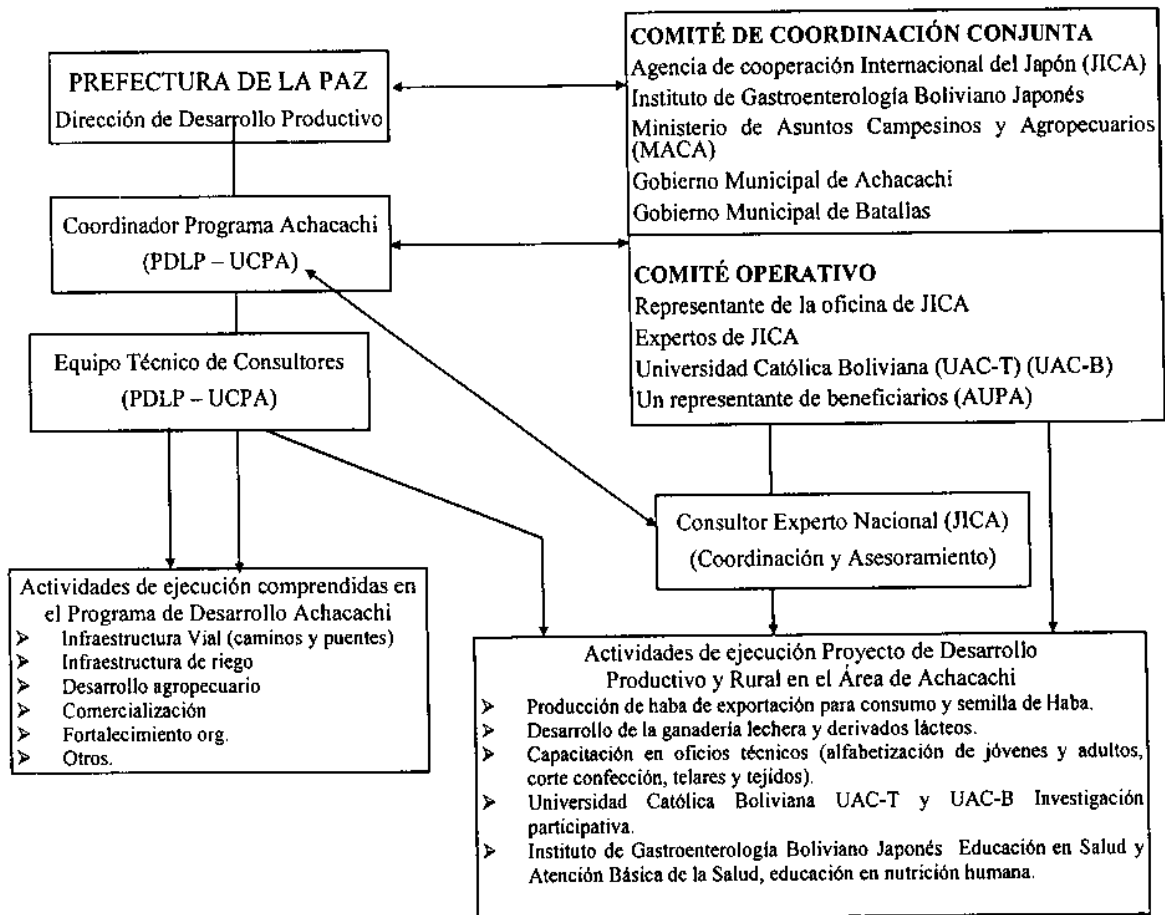 PREFECTURA DE LA PAZ
Dirección de Desarrollo Productivo
COMITÉ DE COORDINACIÓN CONJUNTA
Agencia de cooperación Internacional del Japón (JICA)
Instituto de Gastroenterología Boliviano Japonés
Ministerio de Asuntos Campesinos y Agropecuarios
(MACA)
Gobierno Municipal de Achacachi
Gobierno Municipal de Batallas
Coordinador Programa Achacachi
(PDLP – UCPA)
COMITÉ OPERATIVO
Representante de la oficina de JICA
Expertos de JICA
Universidad Católica Boliviana (UAC-T) (UAC-B)
Un representante de beneficiarios (AUPA)
Equipo Técnico de Consultores
(PDLP – UCPA)
Consultor Experto Nacional (JICA)
(Coordinación y Asesoramiento)
Actividades de ejecución comprendidas en
el Programa de Desarrollo Achacachi
➢ Infraestructura Vial (caminos y puentes)
➢ Infraestructura de riego
➢ Desarrollo agropecuario
➢ Comercialización
➢ Fortalecimiento org.
➢ Otros.
Actividades de ejecución Proyecto de Desarrollo
Productivo y Rural en el Área de Achacachi
➢ Producción de haba de exportación para consumo y semilla de Haba.
➢ Desarrollo de la ganadería lechera y derivados lácteos.
➢ Capacitación en oficios técnicos (alfabetización de jóvenes y adultos,
corte confección, telares y tejidos).
➢ Universidad Católica Boliviana UAC-T y UAC-B Investigación
participativa.
➢ Instituto de Gastroenterología Boliviano Japonés Educación en Salud y
Atención Básica de la Salud, educación en nutrición humana.